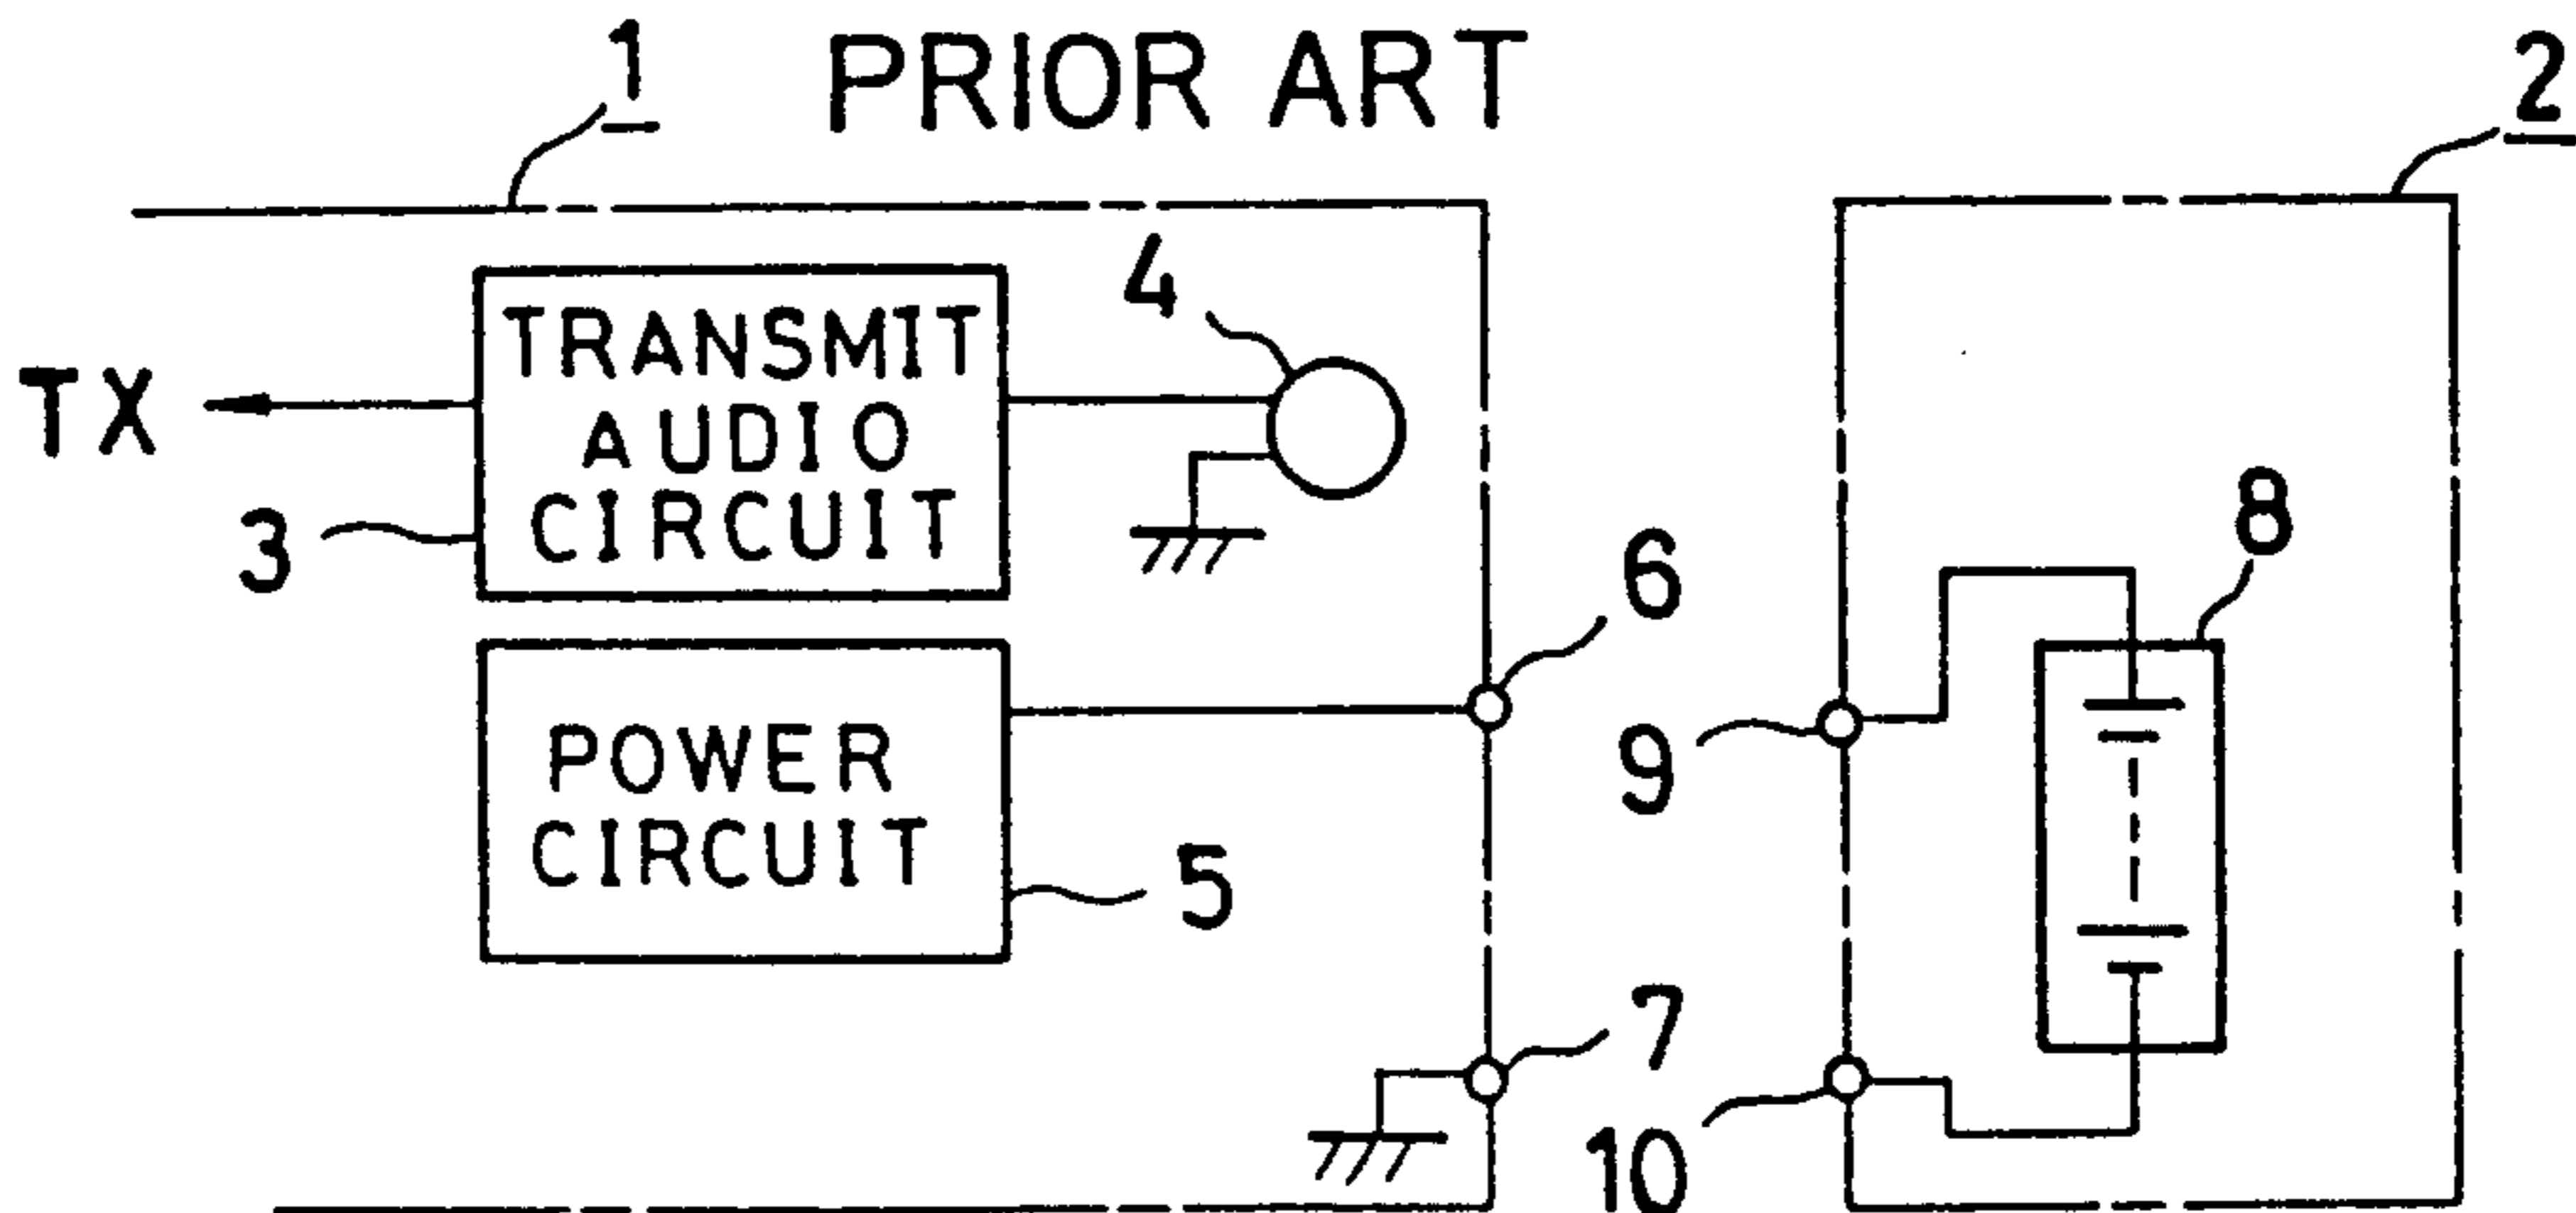 1 PRIOR ART 2
4
TRANSMIT
TX AUDIO
CIRCUIT
3
6
8
POWER
CIRCUIT
9
5
7
10